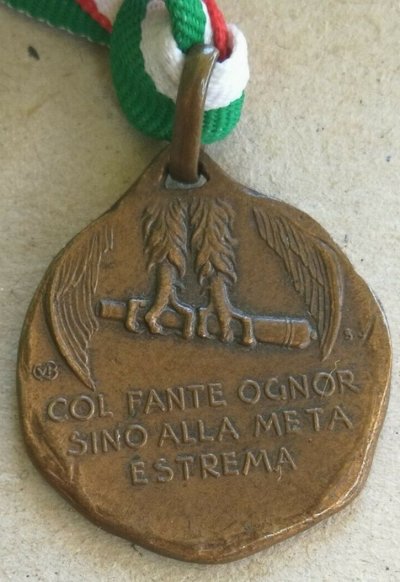 COL FANTE OGNOR
SINO ALLA META
ESTREMA